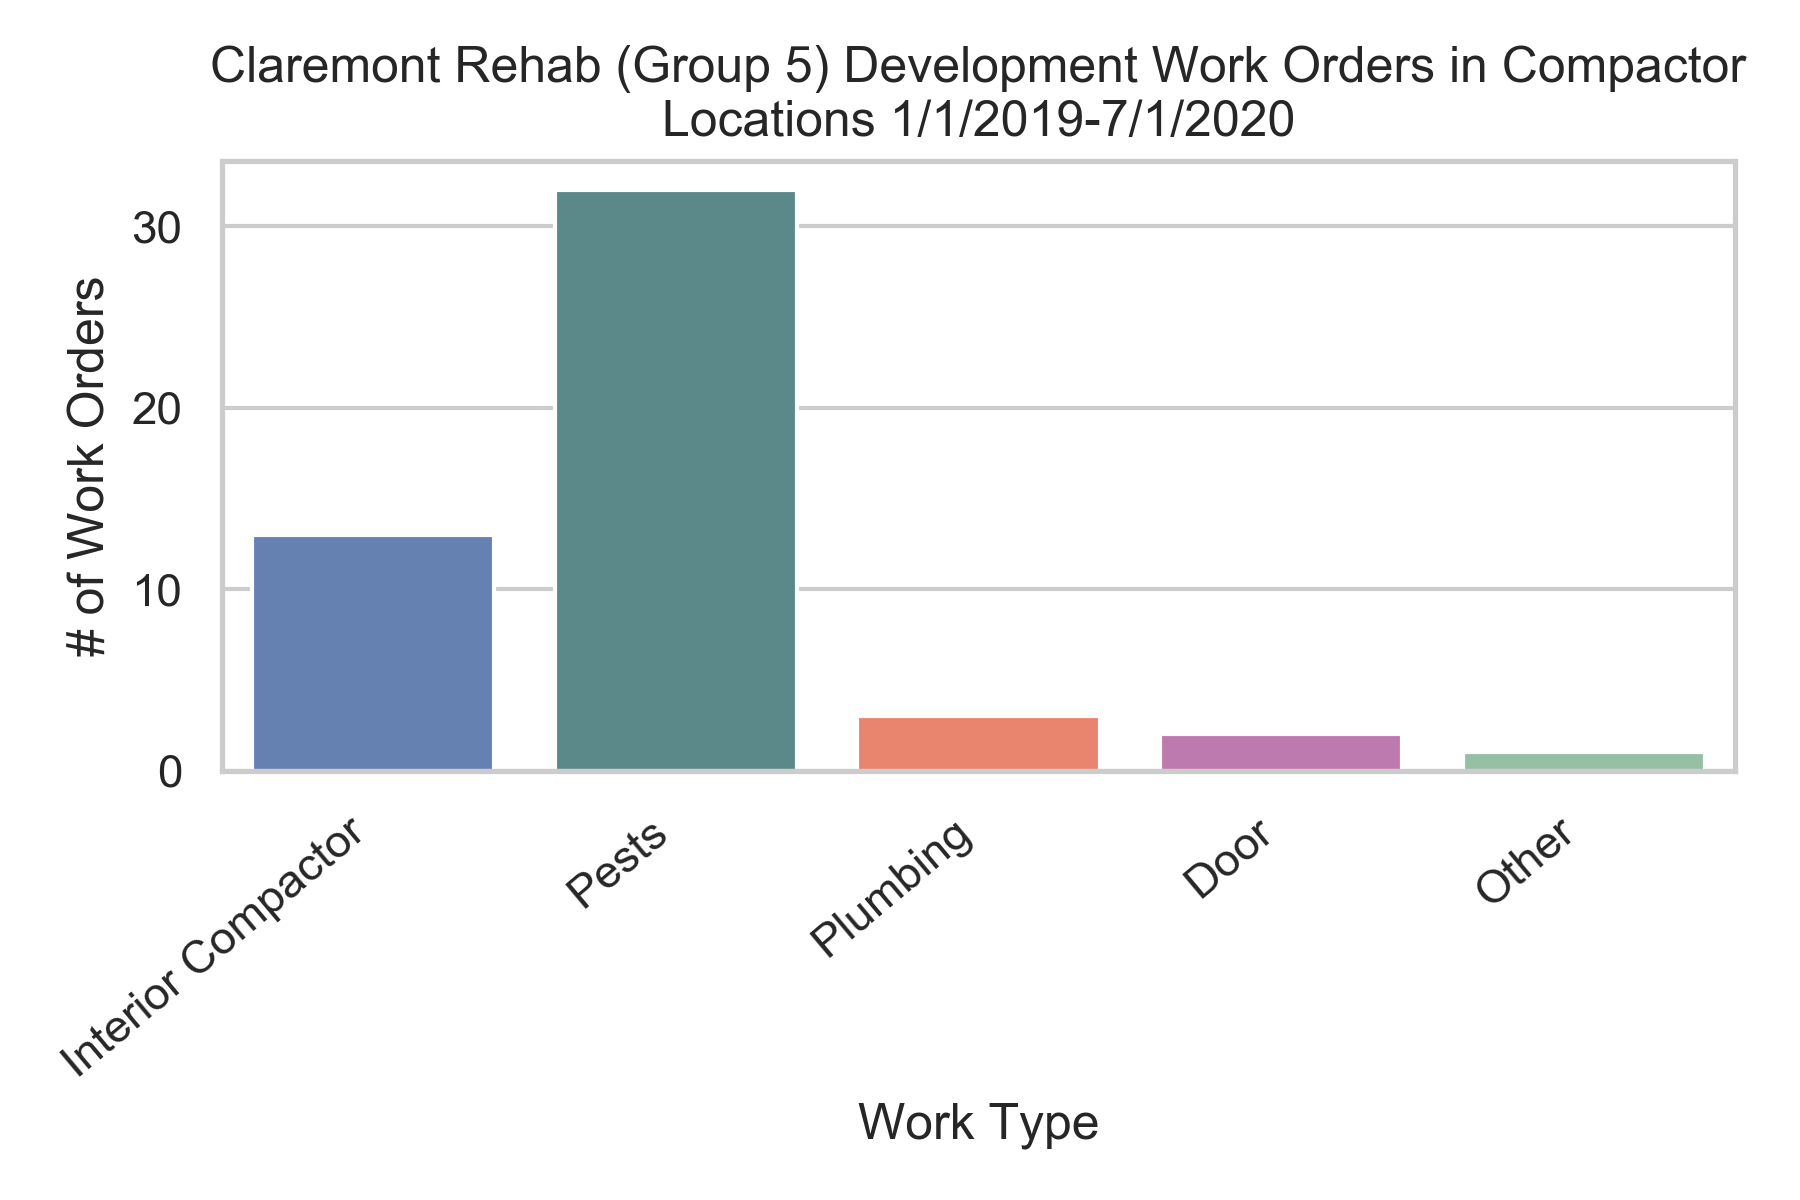 Claremont Rehab (Group 5) Development Work Orders in Compactor
Locations 1/1/2019-7/1/2020
# of Work Orders
30
20
10
0
Interior Compactor
Pests
Plumbing
Door
Other
Work Type